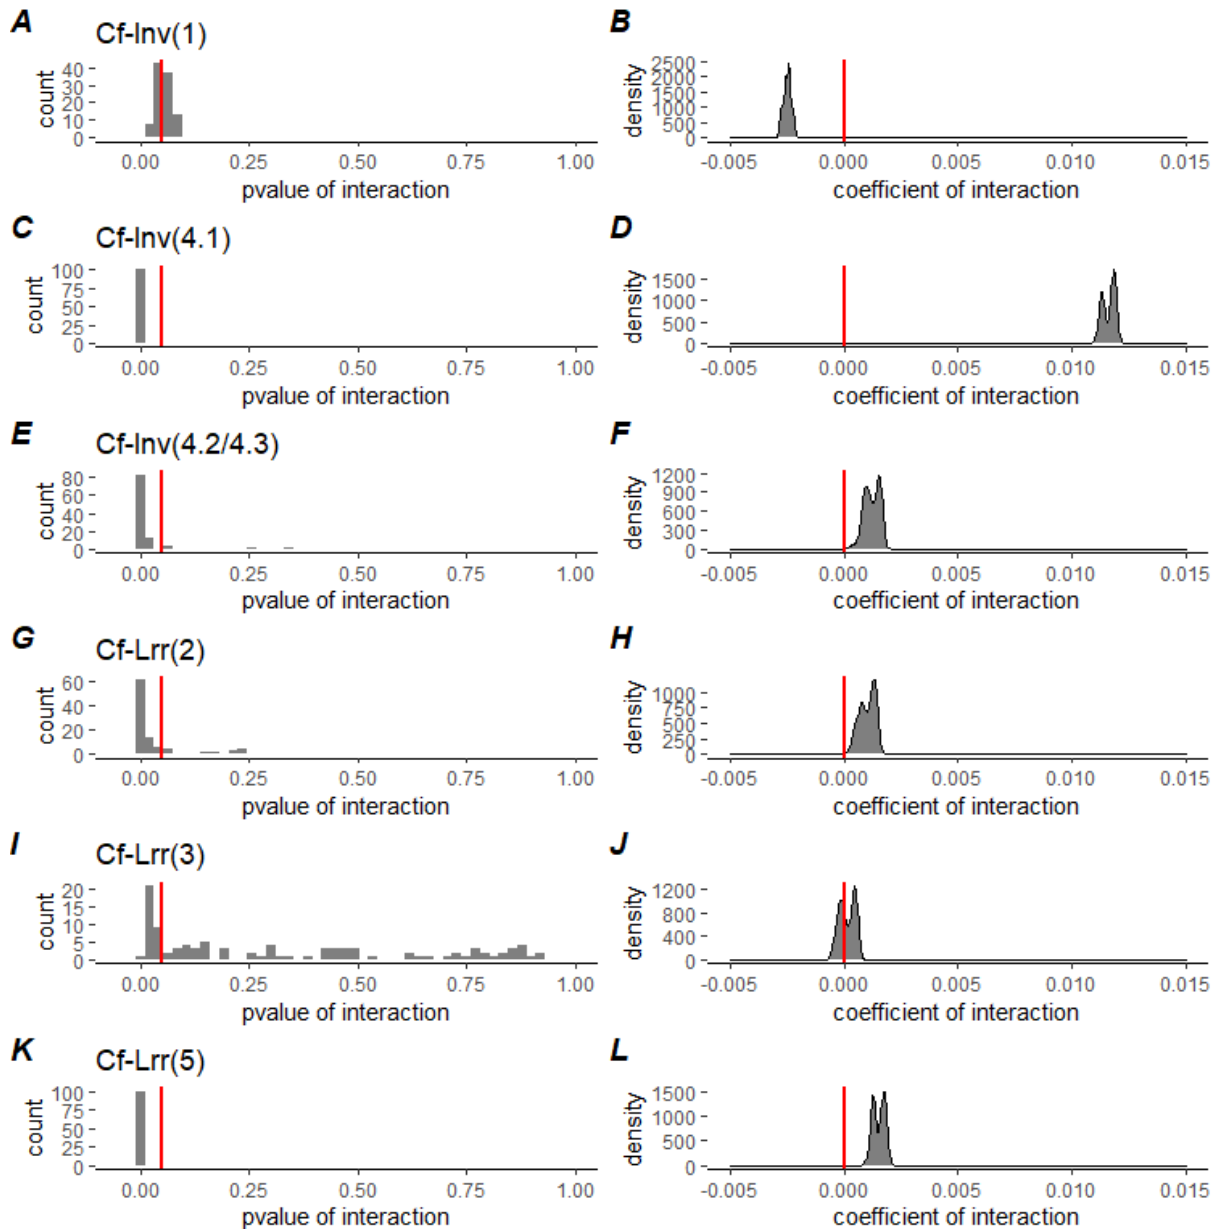 A Cf-Inv(1) B
count
40
30
20
10
0
0.00 0.25 0.50 0.75 1.00
pvalue of interaction
density
2500
2000
1500
1000
500
0
-0.005 0.000 0.005 0.010 0.015
coefficient of interaction
C Cf-Inv(4.1) D
count
100
75
50
25
0
0.00 0.25 0.50 0.75 1.00
pvalue of interaction
density
1500
1000
500
0
-0.005 0.000 0.005 0.010 0.015
coefficient of interaction
E Cf-Inv(4.2/4.3) F
count
80
60
40
20
0
0.00 0.25 0.50 0.75 1.00
pvalue of interaction
density
1200
900
600
300
0
-0.005 0.000 0.005 0.010 0.015
coefficient of interaction
G Cf-Lrr(2) H
count
60
40
20
0
0.00 0.25 0.50 0.75 1.00
pvalue of interaction
density
1000
750
500
250
0
-0.005 0.000 0.005 0.010 0.015
coefficient of interaction
I Cf-Lrr(3) J
count
20
15
10
5
0
0.00 0.25 0.50 0.75 1.00
pvalue of interaction
density
1200
800
400
0
-0.005 0.000 0.005 0.010 0.015
coefficient of interaction
K Cf-Lrr(5) L
count
100
75
50
25
0
0.00 0.25 0.50 0.75 1.00
pvalue of interaction
density
1500
1000
500
0
-0.005 0.000 0.005 0.010 0.015
coefficient of interaction